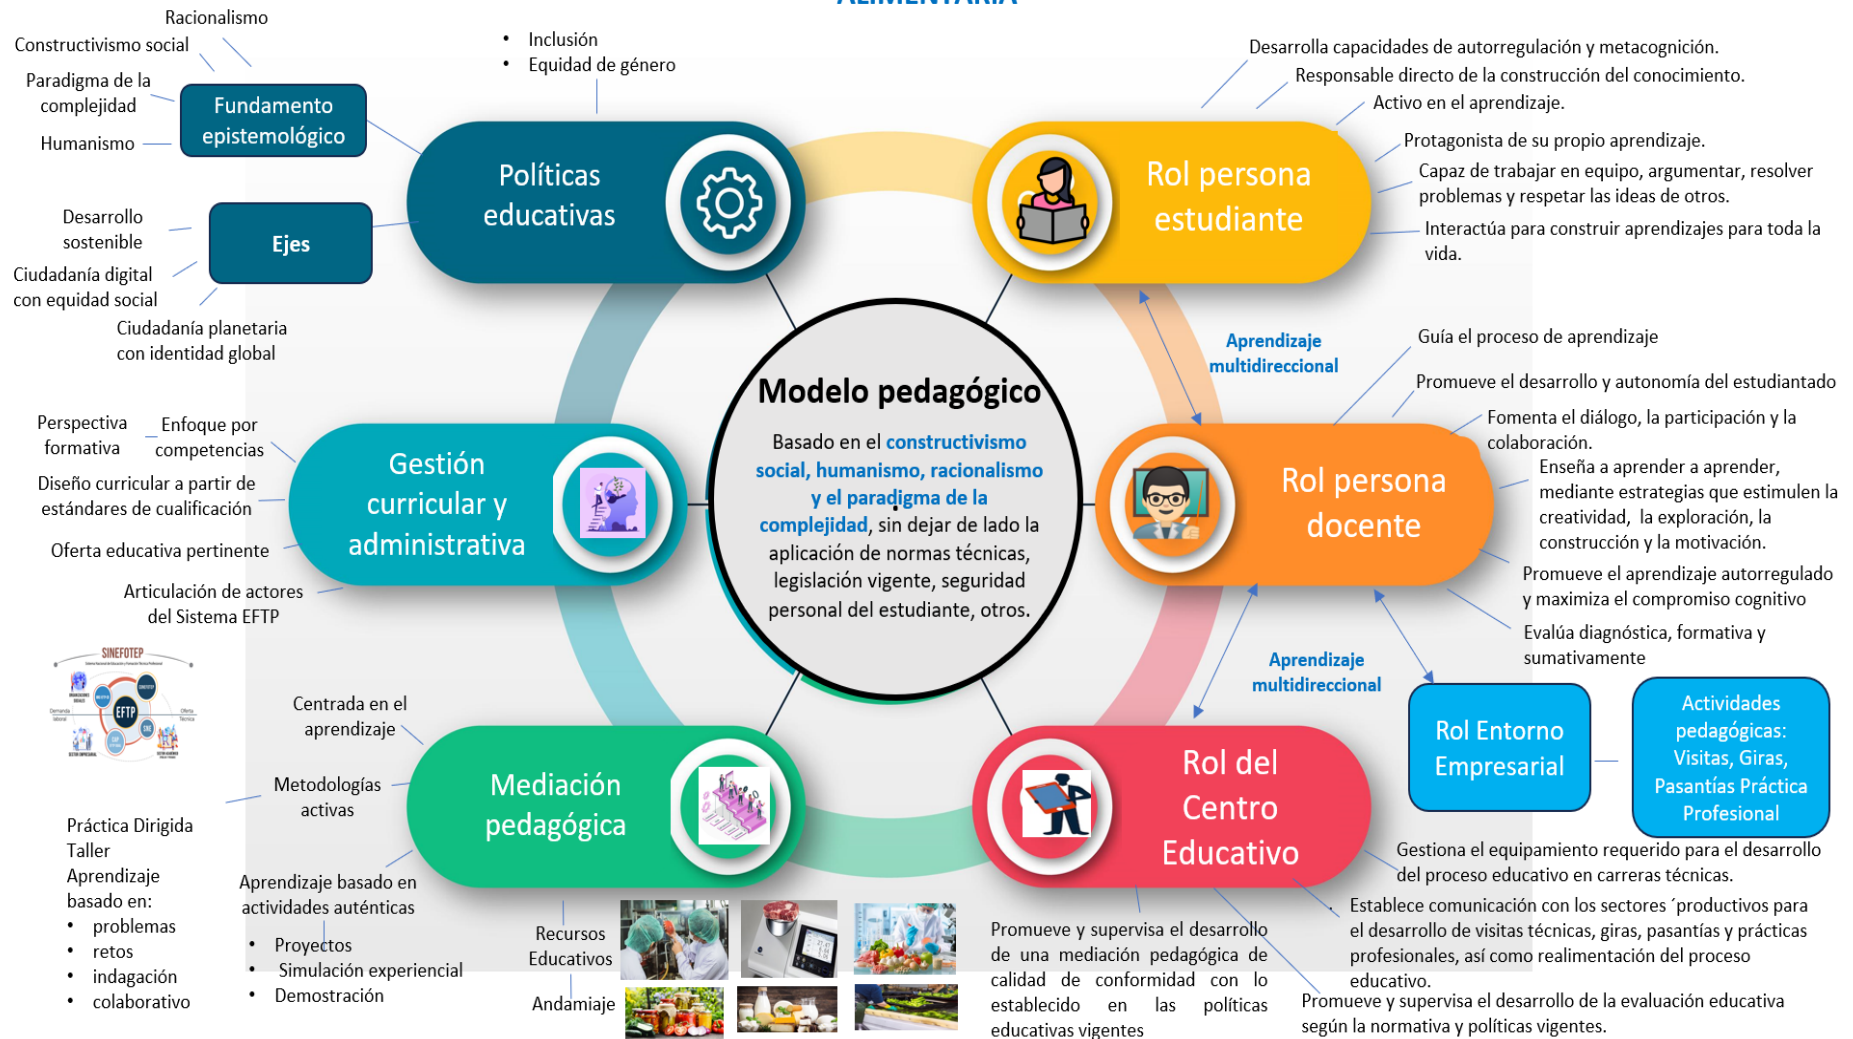 ALIMENTARIA
Racionalismo
Constructivismo social
Paradigma de la
complejidad
Humanismo
Fundamento
epistemológico
Desarrollo
sostenible
Ciudadanía digital
con equidad social
Ciudadanía planetaria
con identidad global
Ejes
• Inclusión
• Equidad de género
Políticas
educativas
Rol persona
estudiante
Desarrolla capacidades de autorregulación y metacognición.
Responsable directo de la construcción del conocimiento.
Activo en el aprendizaje.
Protagonista de su propio aprendizaje.
Capaz de trabajar en equipo, argumentar, resolver
problemas y respetar las ideas de otros.
Interactúa para construir aprendizajes para toda la
vida.
Aprendizaje
multidireccional
Modelo pedagógico
Basado en el constructivismo
social, humanismo, racionalismo
y el paradigma de la
complejidad, sin dejar de lado la
aplicación de normas técnicas,
legislación vigente, seguridad
personal del estudiante, otros.
Perspectiva
formativa
Enfoque por
competencias
Diseño curricular a partir de
estándares de cualificación
Oferta educativa pertinente
Articulación de actores
del Sistema EFTP
Gestión
curricular y
administrativa
Rol persona
docente
Guía el proceso de aprendizaje
Promueve el desarrollo y autonomía del estudiantado
Fomenta el diálogo, la participación y la
colaboración.
Enseña a aprender a aprender,
mediante estrategias que estimulen la
creatividad, la exploración, la
construcción y la motivación.
Promueve el aprendizaje autorregulado
y maximiza el compromiso cognitivo
Evalúa diagnóstica, formativa y
sumativamente
Aprendizaje
multidireccional
Rol Entorno
Empresarial
Actividades
pedagógicas:
Visitas, Giras,
Pasantías Práctica
Profesional
SINEFOTEP
Demanda
laboral
EFTP
Oferta
Técnica
Centrada en el
aprendizaje
Metodologías
activas
Práctica Dirigida
Taller
Aprendizaje
basado en:
• problemas
• retos
• indagación
• colaborativo
Aprendizaje basado en
actividades auténticas
• Proyectos
• Simulación experiencial
• Demostración
Mediación
pedagógica
Recursos
Educativos
Andamiaje
Rol del
Centro
Educativo
Gestiona el equipamiento requerido para el desarrollo
del proceso educativo en carreras técnicas.
Establece comunicación con los sectores ´productivos para
el desarrollo de visitas técnicas, giras, pasantías y prácticas
profesionales, así como realimentación del proceso
educativo.
Promueve y supervisa el desarrollo de la evaluación educativa
según la normativa y políticas vigentes.
Promueve y supervisa el desarrollo
de una mediación pedagógica de
calidad de conformidad con lo
establecido en las políticas
educativas vigentes